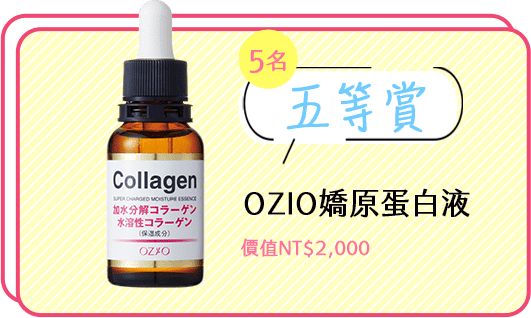 5名
五等賞
OZIO嬌原蛋白液
價值NT$2,000
Collagen
SUPER CHARGED MOISTURE ESSENCE
加水分解コラーゲン
水溶性コラーゲン
(保湿成分)
OZIO